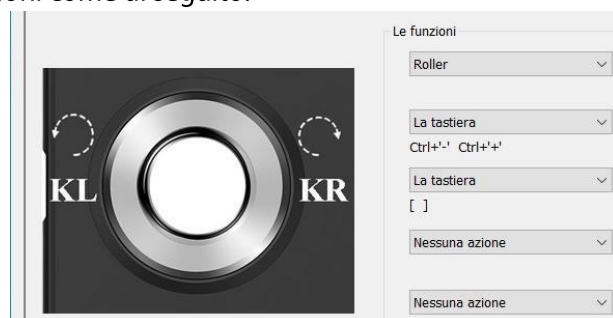 Le funzioni
Roller
La tastiera
Ctrl+'-' Ctrl+'+'
KL KR
La tastiera
[ ]
Nessuna azione
Nessuna azione